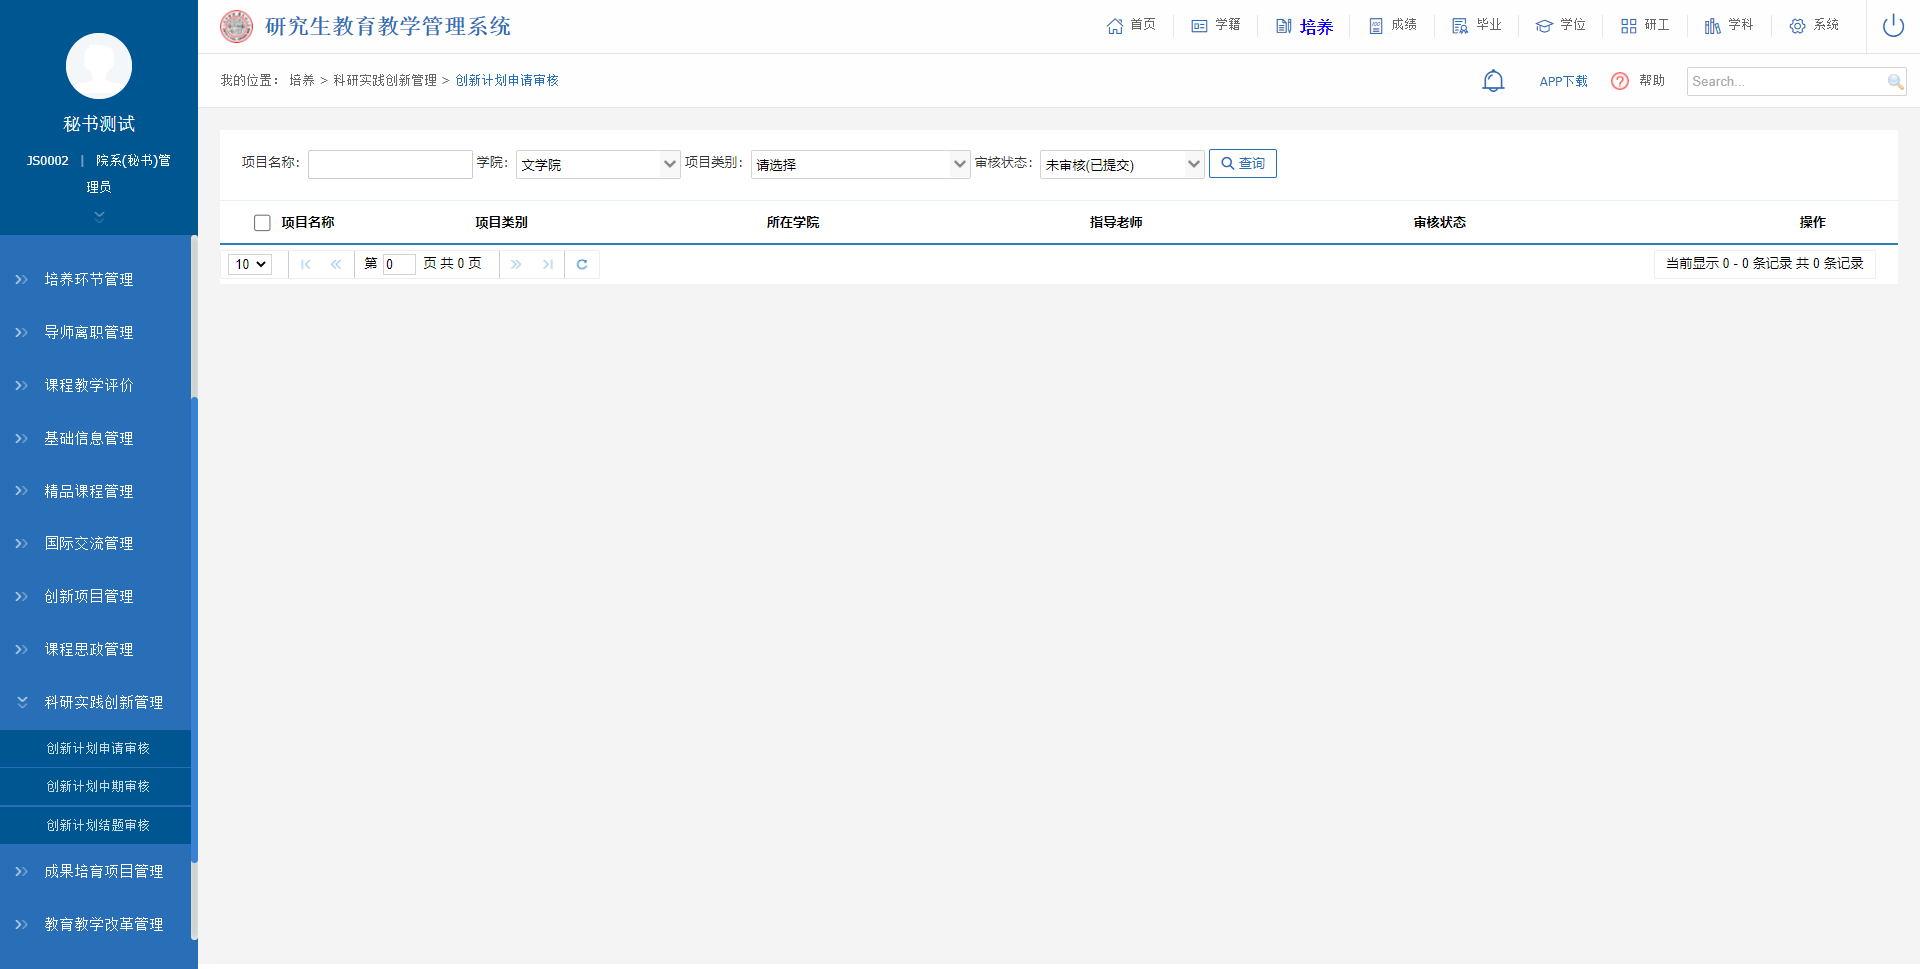 研究生教育教学管理系统
首页 学籍 培养 成绩 毕业 学位 研工 学科 系统
秘书测试
JS0002 | 院系(秘书)管
理员
我的位置： 培养 > 科研实践创新管理 > 创新计划申请审核
APP下载 帮助 Search...
项目名称： 学院： 文学院 项目类别： 请选择 审核状态： 未审核(已提交) 查询
项目名称 项目类别 所在学院 指导老师 审核状态 操作
10 第 0 页 共 0 页 当前显示 0 - 0 条记录 共 0 条记录
培养环节管理
导师离职管理
课程教学评价
基础信息管理
精品课程管理
国际交流管理
创新项目管理
课程思政管理
科研实践创新管理
创新计划申请审核
创新计划中期审核
创新计划结题审核
成果培育项目管理
教育教学改革管理